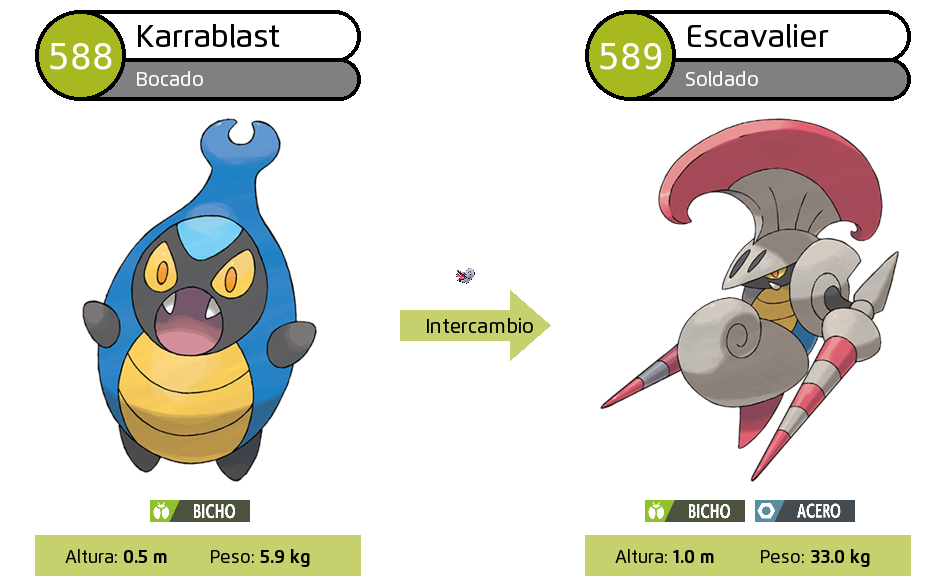 588
Karrablast
Bocado
589
Escavalier
Soldado
Intercambio
BICHO
BICHO
ACERO
Altura: 0.5 m
Peso: 5.9 kg
Altura: 1.0 m
Peso: 33.0 kg